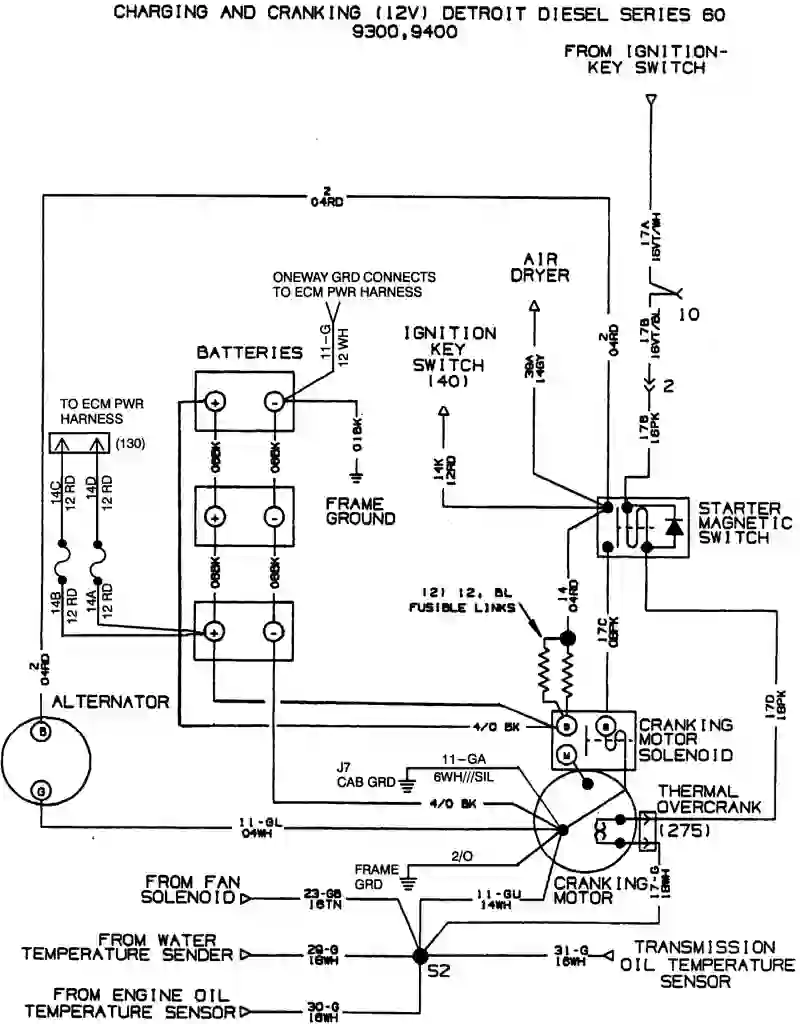 CHARGING AND CRANKING (12V) DETROIT DIESEL SERIES 60
9300,9400
FROM IGNITION-
KEY SWITCH
2
04RD
17A
16VT/WH
AIR
DRYER
ONEWAY GRD CONNECTS
TO ECM PWR HARNESS
10
11-G
12 WH
IGNITION
KEY
SWITCH
(40)
2
04RD
17B
16VT/BL
BATTERIES
39A
14GY
2
TO ECM PWR
HARNESS
(130)
+
-
01BK
17B
16PK
08BK
08BK
14K
12RD
14C
12 RD
14D
12 RD
FRAME
GROUND
+
-
STARTER
MAGNETIC
SWITCH
08BK
08BK
(2) 12, BL
FUSIBLE LINKS
14
04RD
14B
12 RD
14A
12 RD
17C
08PK
+
-
2
04RD
17D
16PK
ALTERNATOR
B
G
4/0 BK
B
S
M
CRANKING
MOTOR
SOLENOID
J7
CAB GRD
11-GA
6WH///SIL
4/0 BK
THERMAL
OVERCRANK
(275)
11-GL
04WH
2/O
FRAME
GRD
CRANKING
MOTOR
17-G
18WH
FROM FAN
SOLENOID
23-GB
16TN
11-GU
14WH
FROM WATER
TEMPERATURE SENDER
29-G
16WH
S2
31-G
16WH
TRANSMISSION
OIL TEMPERATURE
SENSOR
FROM ENGINE OIL
TEMPERATURE SENSOR
30-G
16WH